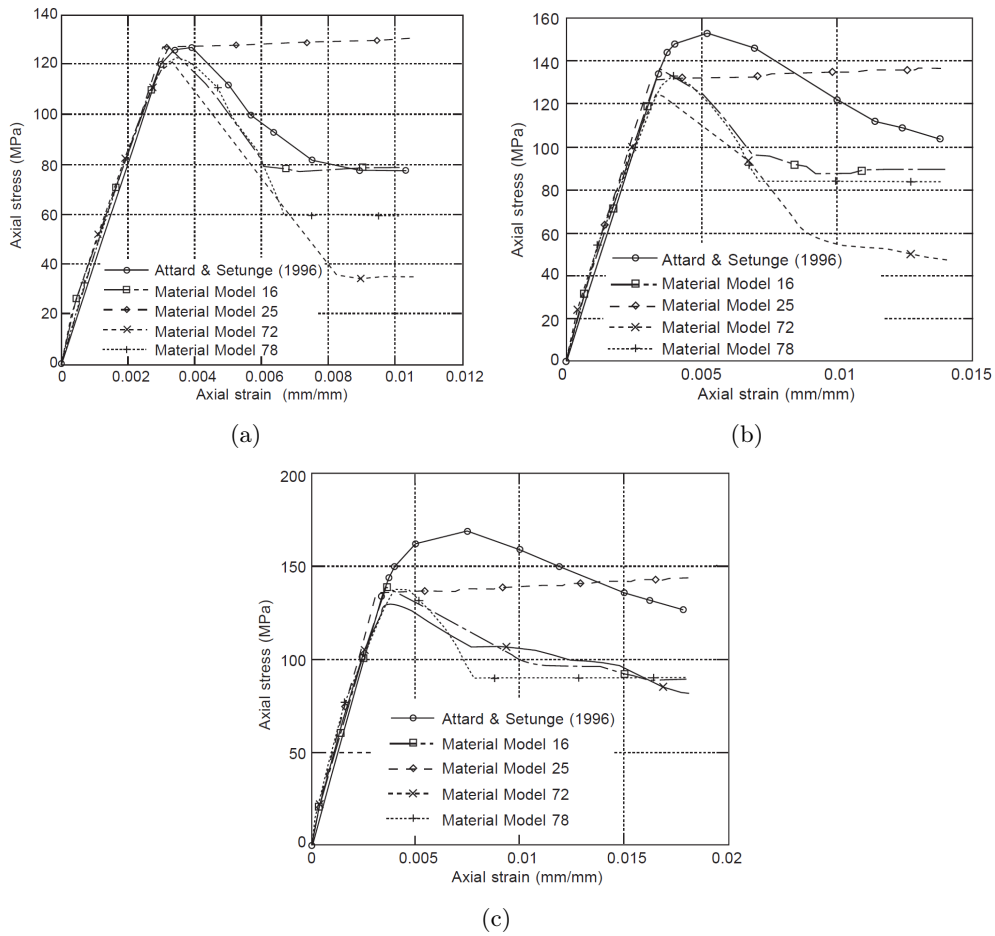 140
120
100
80
60
40
20
0
Axial stress (MPa)
Attard & Setunge (1996)
Material Model 16
Material Model 25
Material Model 72
Material Model 78
0 0.002 0.004 0.006 0.008 0.01 0.012
Axial strain (mm/mm)
(a)
160
140
120
100
80
60
40
20
0
Axial stress (MPa)
Attard & Setunge (1996)
Material Model 16
Material Model 25
Material Model 72
Material Model 78
0 0.005 0.01 0.015
Axial strain (mm/mm)
(b)
200
150
100
50
0
Axial stress (MPa)
Attard & Setunge (1996)
Material Model 16
Material Model 25
Material Model 72
Material Model 78
0 0.005 0.01 0.015 0.02
Axial strain (mm/mm)
(c)